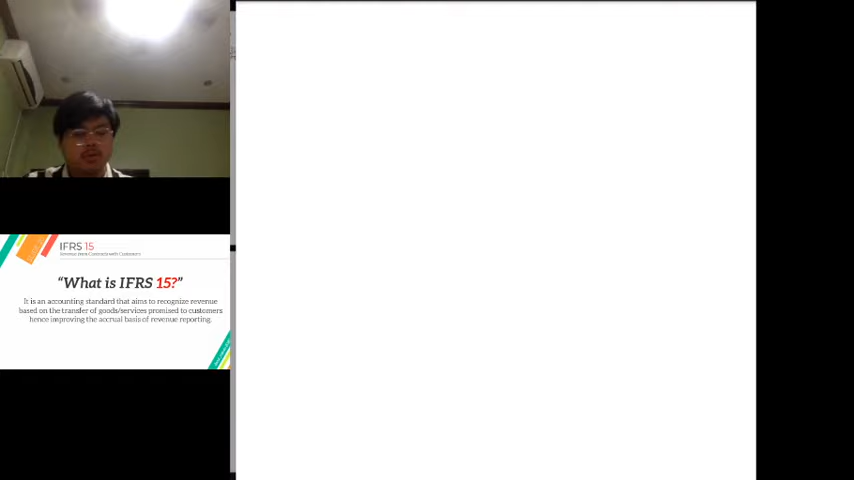 IFRS 15
Revenue from Contracts with Customers
“What is IFRS 15?”
It is an accounting standard that aims to recognize revenue
based on the transfer of goods/services promised to customers
hence improving the accrual basis of revenue reporting.